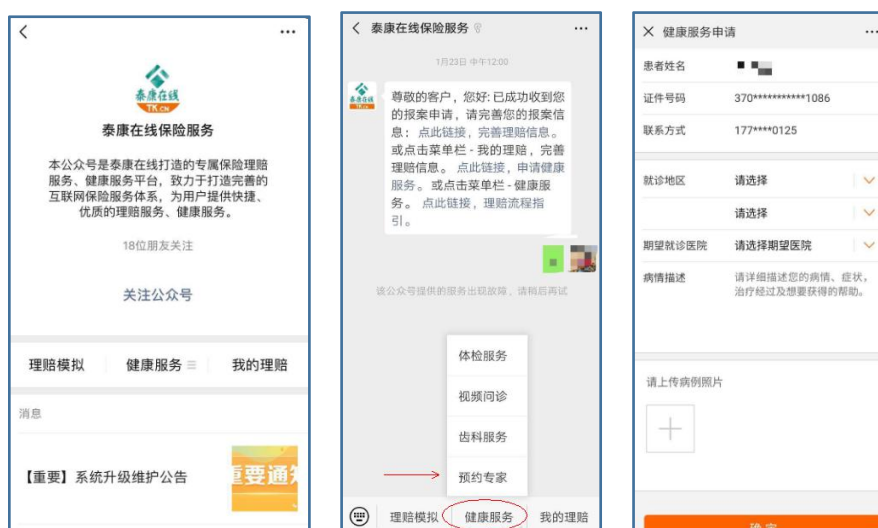 泰康在线
TK.CN
泰康在线保险服务
本公众号是泰康在线打造的专属保险理赔
服务、健康服务平台，致力于打造完善的
互联网保险服务体系，为用户提供快捷、
优质的理赔服务、健康服务。
18位朋友关注
关注公众号
理赔模拟
健康服务
我的理赔
消息
【重要】系统升级维护公告
重要通知
泰康在线保险服务
1月23日 中午12:00
泰康在线
TK.CN
尊敬的客户，您好: 已成功收到您
的报案申请，请完善您的报案信
息：点此链接，完善理赔信息。
或点击菜单栏 - 我的理赔，完善
理赔信息。 点此链接，申请健康
服务。或点击菜单栏 - 健康服
务。 点此链接，理赔流程指
引。
该公众号提供的服务出现故障，请稍后再试
体检服务
视频问诊
齿科服务
预约专家
理赔模拟
健康服务
我的理赔
健康服务申请
患者姓名
证件号码 370***********1086
联系方式 177****0125
就诊地区 请选择
请选择
期望就诊医院 请选择期望医院
病情描述 请详细描述您的病情、症状，
治疗经过及想要获得的帮助。
请上传病例照片
确定